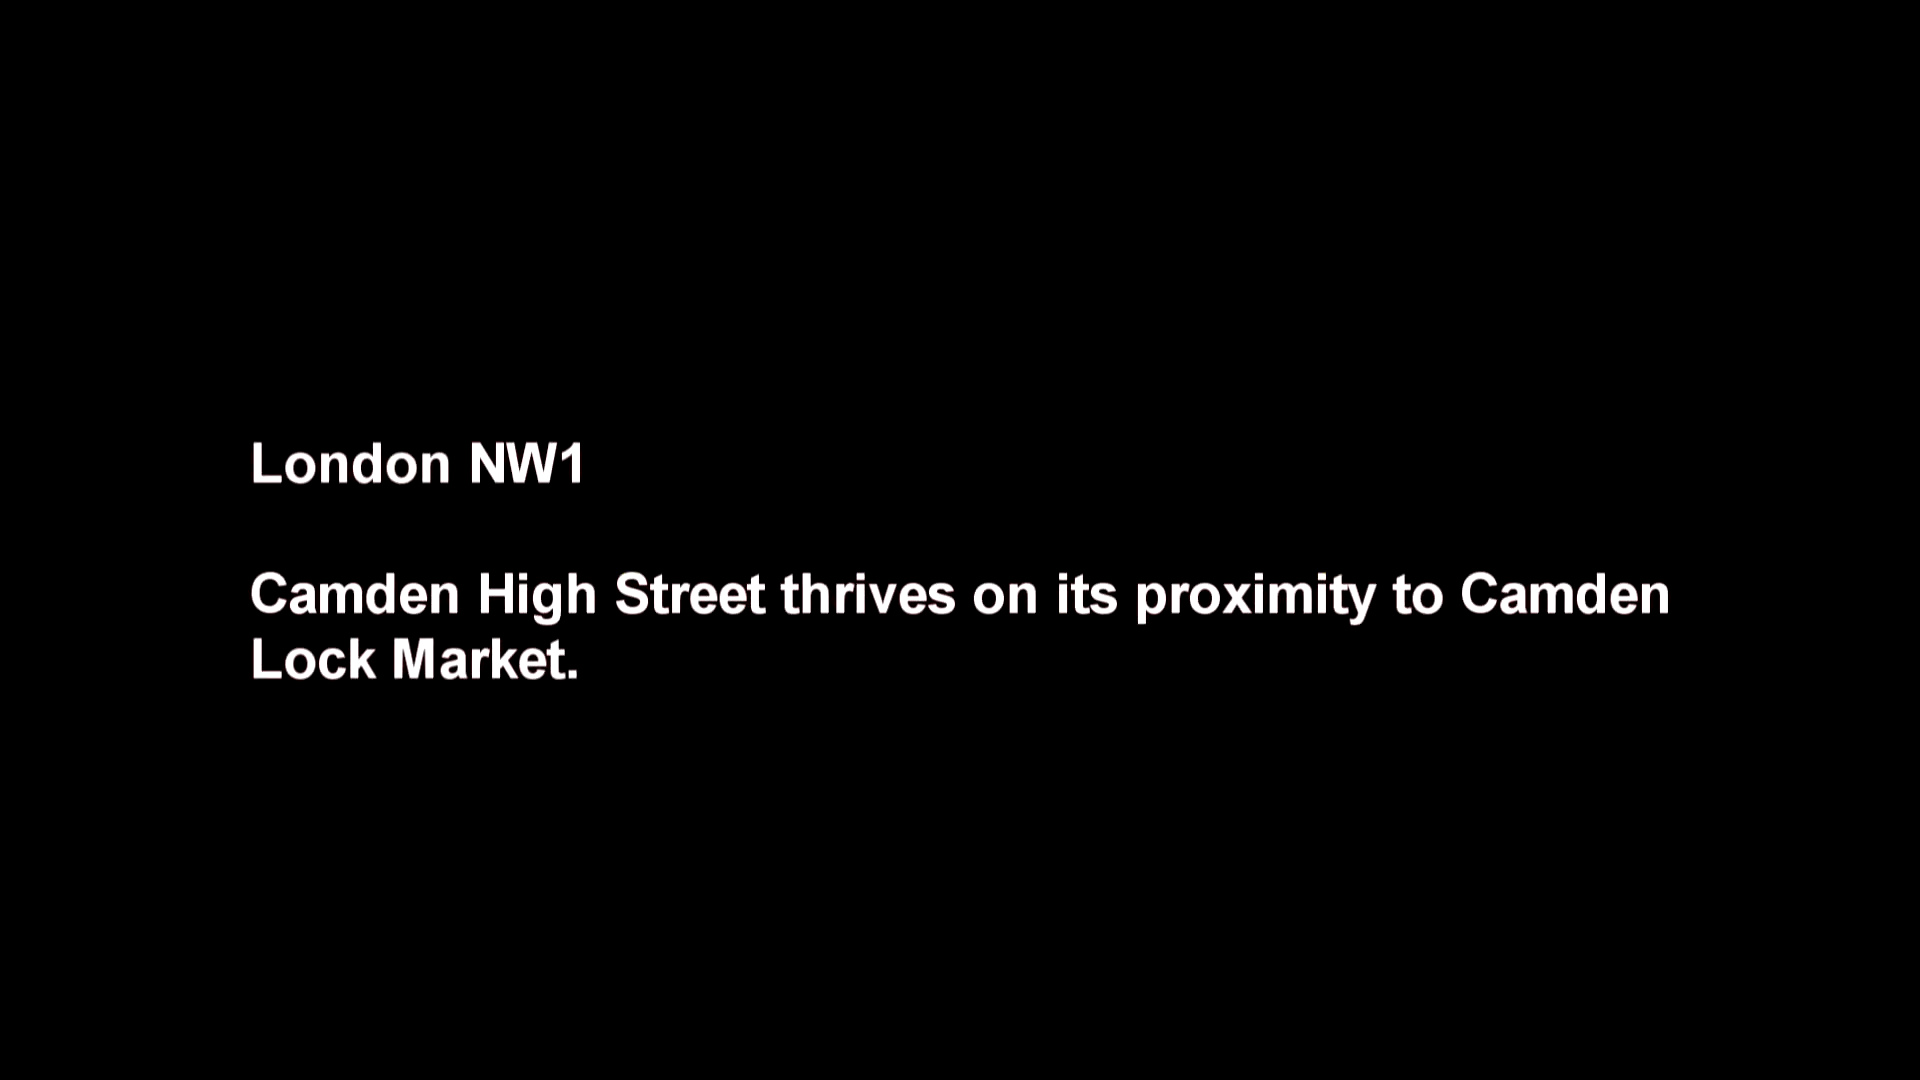 London NW1
Camden High Street thrives on its proximity to Camden
Lock Market.